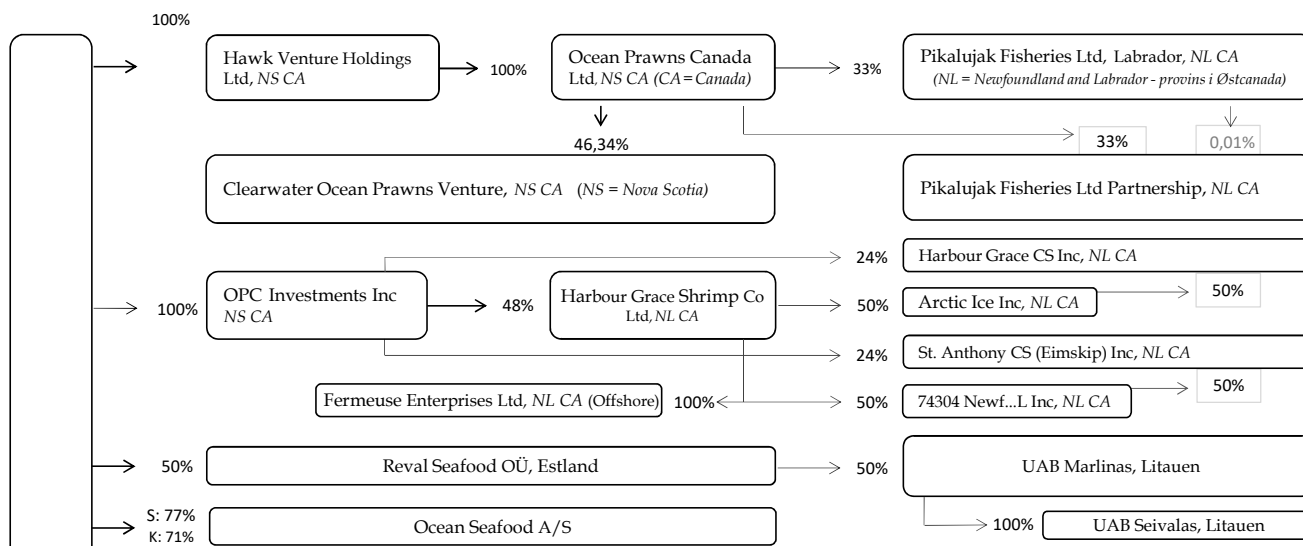 100%
Hawk Venture Holdings
Ltd, NS CA
100%
Ocean Prawns Canada
Ltd, NS CA (CA = Canada)
33%
Pikalujak Fisheries Ltd, Labrador, NL CA
(NL = Newfoundland and Labrador - provins i Østcanada)
46,34%
33%
0,01%
Clearwater Ocean Prawns Venture, NS CA (NS = Nova Scotia)
Pikalujak Fisheries Ltd Partnership, NL CA
24%
Harbour Grace CS Inc, NL CA
100%
OPC Investments Inc
NS CA
48%
Harbour Grace Shrimp Co
Ltd, NL CA
50%
Arctic Ice Inc, NL CA
50%
24%
St. Anthony CS (Eimskip) Inc, NL CA
Fermeuse Enterprises Ltd, NL CA (Offshore)
100%
50%
74304 Newf...L Inc, NL CA
50%
50%
Reval Seafood OÜ, Estland
50%
UAB Marlinas, Litauen
S: 77%
K: 71%
Ocean Seafood A/S
100%
UAB Seivalas, Litauen